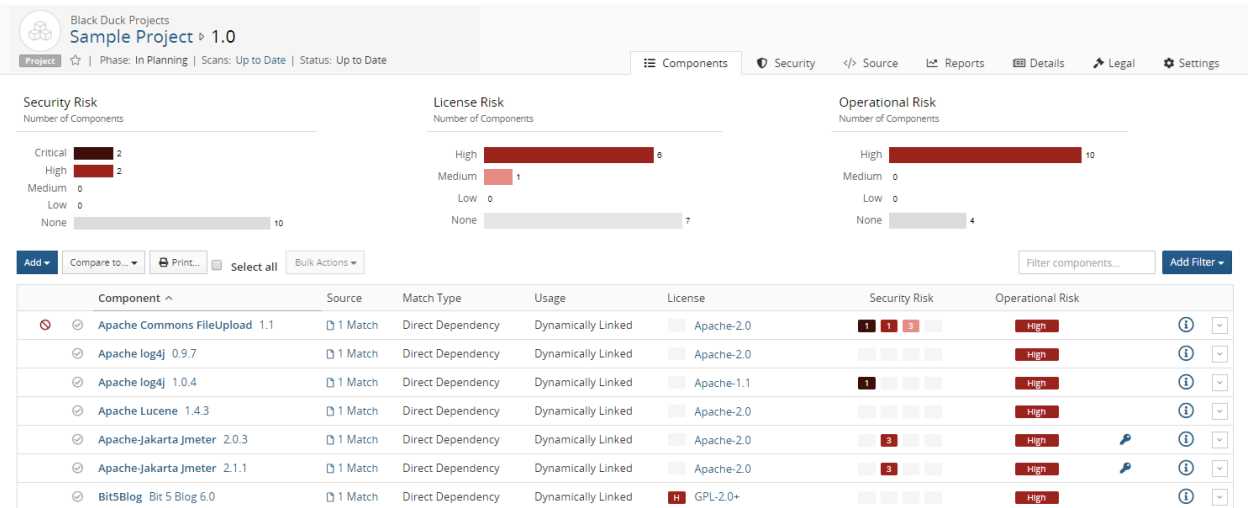 Black Duck Projects
Sample Project 1.0
Project | Phase: In Planning | Scans: Up to Date | Status: Up to Date
Components Security </> Source Reports Details Legal Settings
Security Risk
Number of Components
Critical 2
High 2
Medium 0
Low 0
None 10
License Risk
Number of Components
High 6
Medium 1
Low 0
None 7
Operational Risk
Number of Components
High 10
Medium 0
Low 0
None 4
Add Compare to... Print... Select all Bulk Actions Filter components... Add Filter
Component Source Match Type Usage License Security Risk Operational Risk
Apache Commons FileUpload 1.1 1 Match Direct Dependency Dynamically Linked Apache-2.0 1 1 3 High
Apache log4j 0.9.7 1 Match Direct Dependency Dynamically Linked Apache-2.0 High
Apache log4j 1.0.4 1 Match Direct Dependency Dynamically Linked Apache-1.1 1 High
Apache Lucene 1.4.3 1 Match Direct Dependency Dynamically Linked Apache-2.0 High
Apache-Jakarta Jmeter 2.0.3 1 Match Direct Dependency Dynamically Linked Apache-2.0 3 High
Apache-Jakarta Jmeter 2.1.1 1 Match Direct Dependency Dynamically Linked Apache-2.0 3 High
Bit5Blog Bit 5 Blog 6.0 1 Match Direct Dependency Dynamically Linked H GPL-2.0+ High